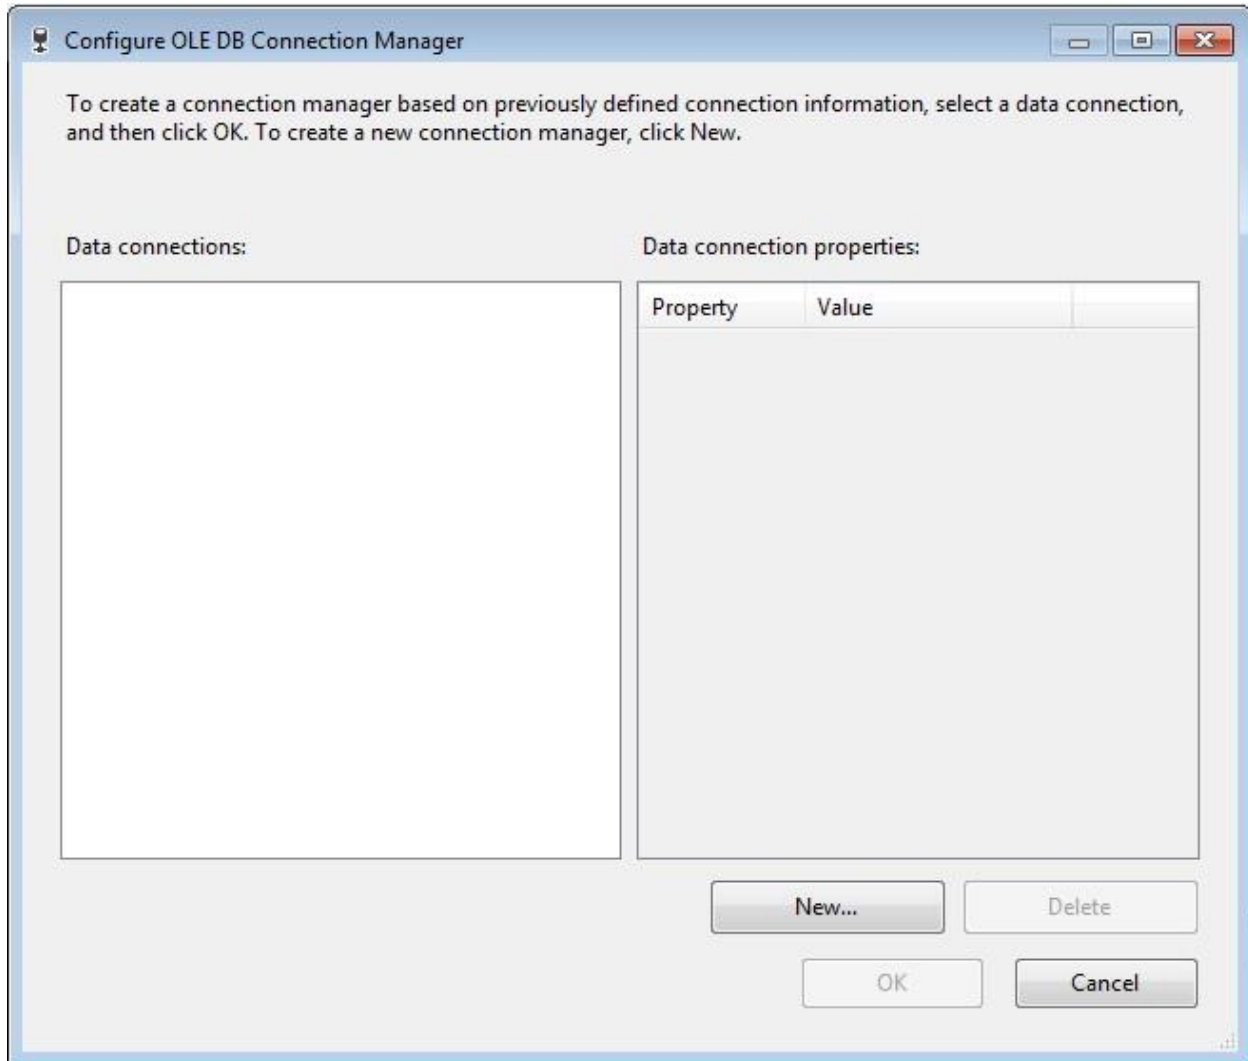 Configure OLE DB Connection Manager
To create a connection manager based on previously defined connection information, select a data connection,
and then click OK. To create a new connection manager, click New.
Data connections:
Data connection properties:
Property
Value
New...
Delete
OK
Cancel